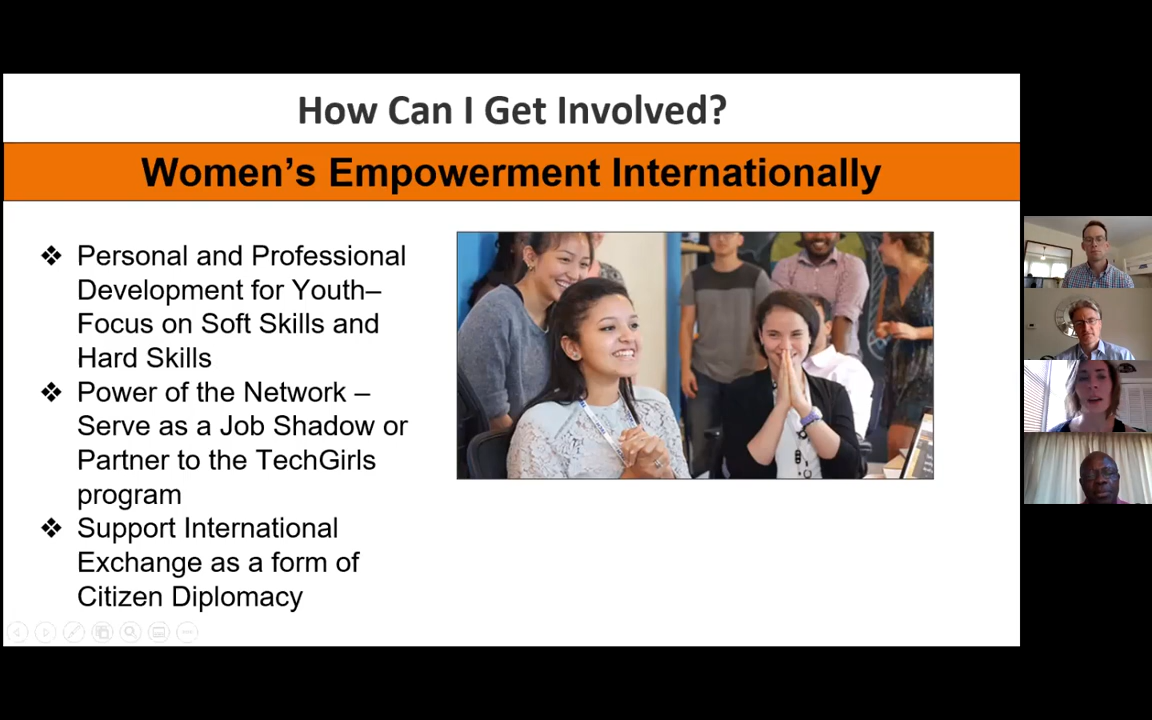 How Can I Get Involved?
Women’s Empowerment Internationally
❖ Personal and Professional
Development for Youth–
Focus on Soft Skills and
Hard Skills
❖ Power of the Network –
Serve as a Job Shadow or
Partner to the TechGirls
program
❖ Support International
Exchange as a form of
Citizen Diplomacy